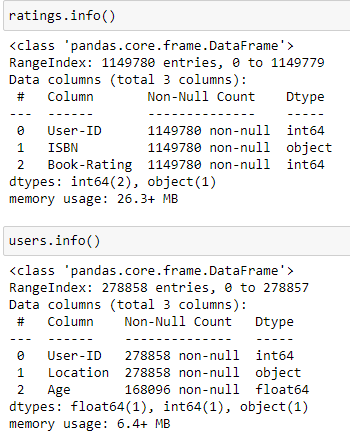 ratings.info()
<class 'pandas.core.frame.DataFrame'>
RangeIndex: 1149780 entries, 0 to 1149779
Data columns (total 3 columns):
 #   Column       Non-Null Count    Dtype
---  ------       --------------    -----
 0   User-ID      1149780 non-null  int64
 1   ISBN         1149780 non-null  object
 2   Book-Rating  1149780 non-null  int64
dtypes: int64(2), object(1)
memory usage: 26.3+ MB
users.info()
<class 'pandas.core.frame.DataFrame'>
RangeIndex: 278858 entries, 0 to 278857
Data columns (total 3 columns):
 #   Column    Non-Null Count   Dtype
---  ------    --------------   -----
 0   User-ID   278858 non-null  int64
 1   Location  278858 non-null  object
 2   Age       168096 non-null  float64
dtypes: float64(1), int64(1), object(1)
memory usage: 6.4+ MB